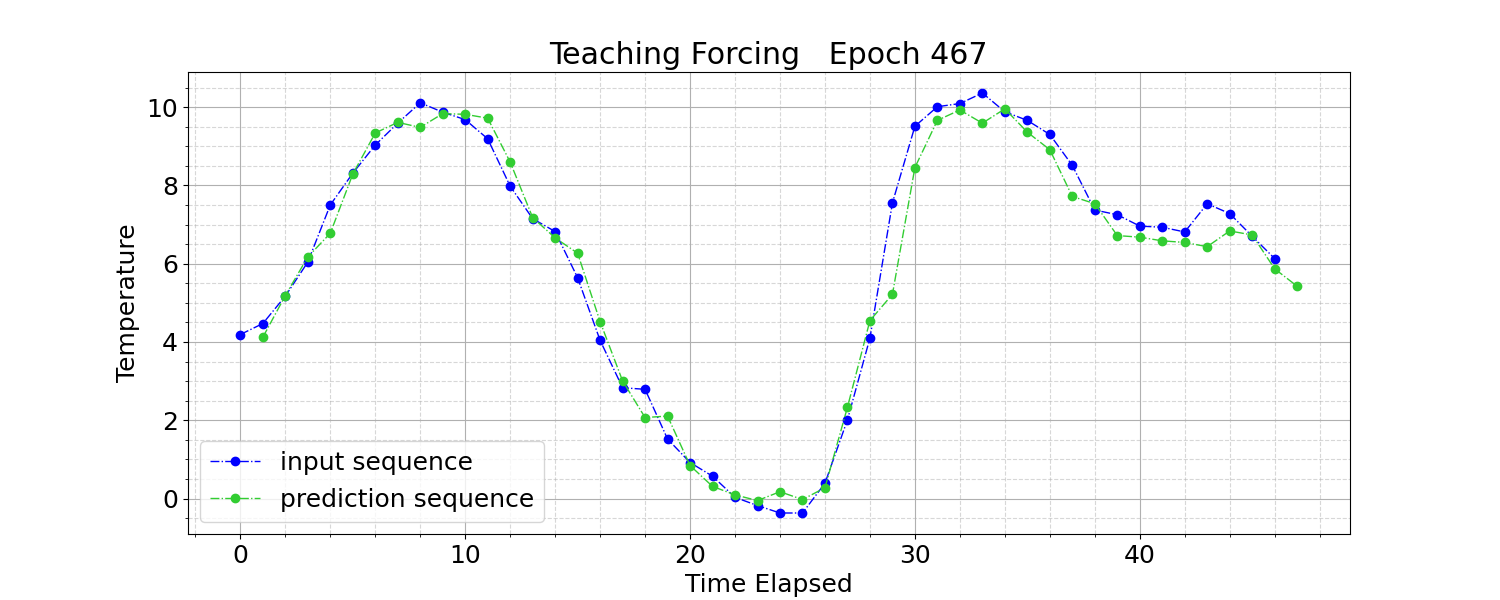 Teaching Forcing   Epoch 467
Temperature
10
8
6
4
2
0
input sequence
prediction sequence
0 10 20 30 40
Time Elapsed